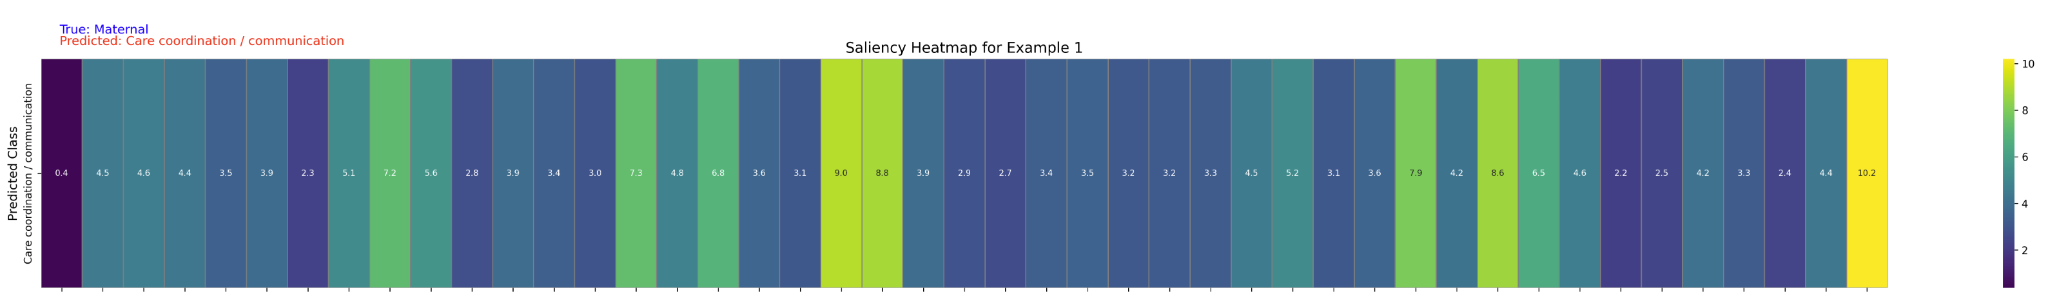 True: Maternal
Predicted: Care coordination / communication
Saliency Heatmap for Example 1
Predicted Class
Care coordination / communication
0.4 4.5 4.6 4.4 3.5 3.9 2.3 5.1 7.2 5.6 2.8 3.9 3.4 3.0 7.3 4.8 6.8 3.6 3.1 9.0 8.8 3.9 2.9 2.7 3.4 3.5 3.2 3.2 3.3 4.5 5.2 3.1 3.6 7.9 4.2 8.6 6.5 4.6 2.2 2.5 4.2 3.3 2.4 4.4 10.2
10
8
6
4
2